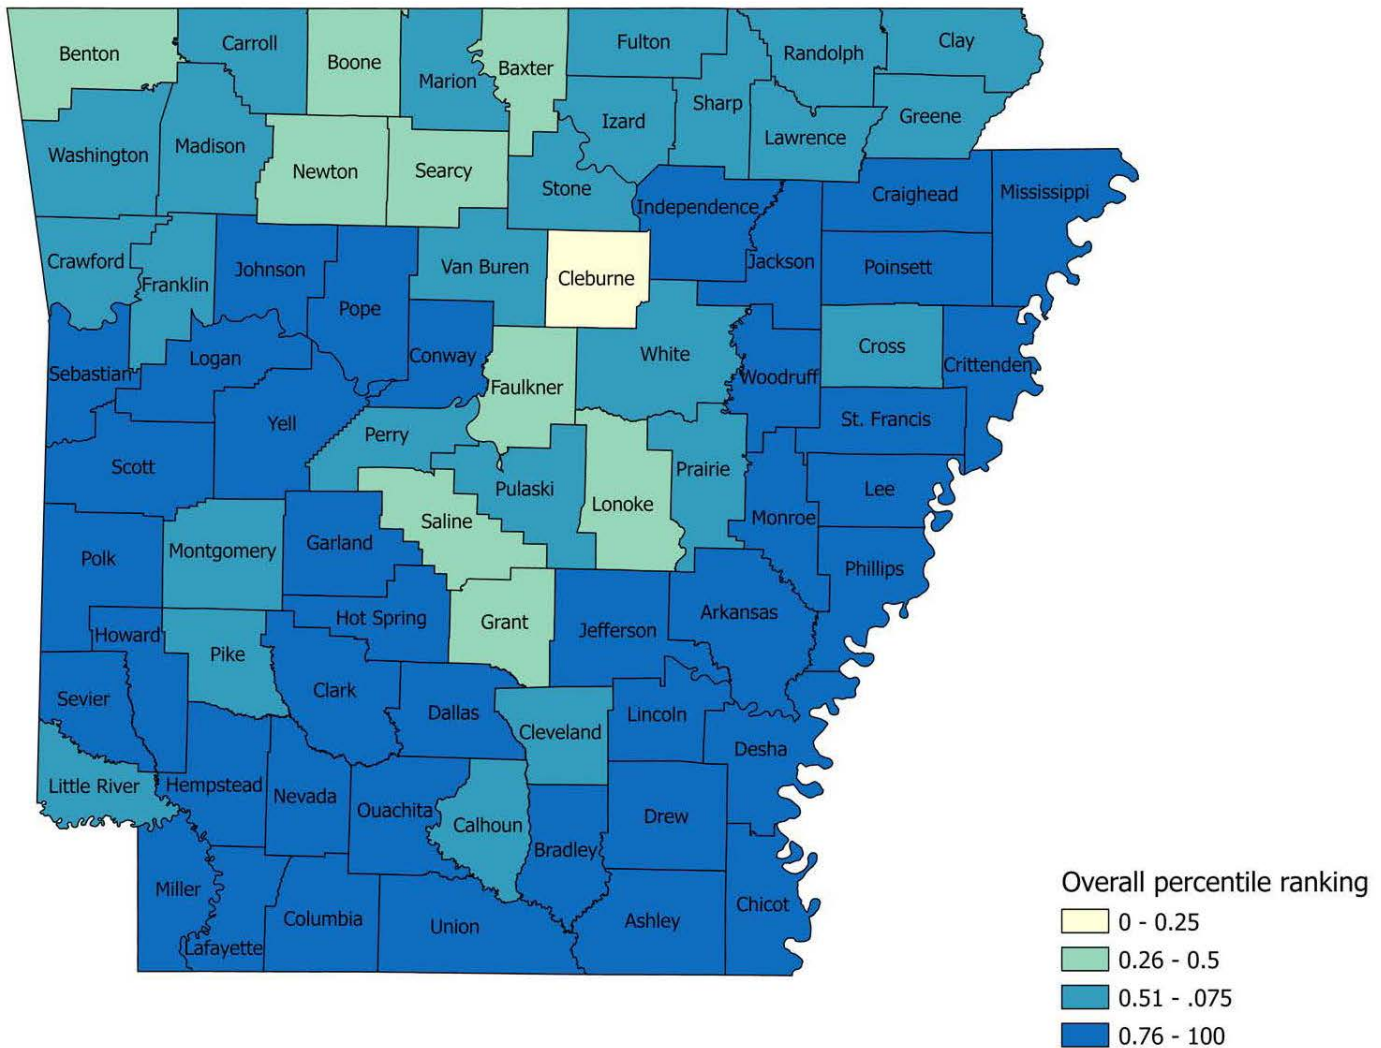 Benton
Carroll
Boone
Marion
Baxter
Fulton
Randolph
Clay
Sharp
Izard
Lawrence
Greene
Washington
Madison
Newton
Searcy
Stone
Independence
Craighead
Mississippi
Crawford
Franklin
Johnson
Pope
Van Buren
Cleburne
Jackson
Poinsett
Sebastian
Logan
Conway
Faulkner
White
Woodruff
Cross
Crittenden
Scott
Yell
Perry
Pulaski
Lonoke
Prairie
St. Francis
Lee
Monroe
Saline
Polk
Montgomery
Garland
Phillips
Howard
Hot Spring
Grant
Jefferson
Arkansas
Pike
Sevier
Clark
Dallas
Cleveland
Lincoln
Desha
Little River
Hempstead
Nevada
Ouachita
Calhoun
Bradley
Drew
Miller
Lafayette
Columbia
Union
Ashley
Chicot
Overall percentile ranking
0 - 0.25
0.26 - 0.5
0.51 - .075
0.76 - 100